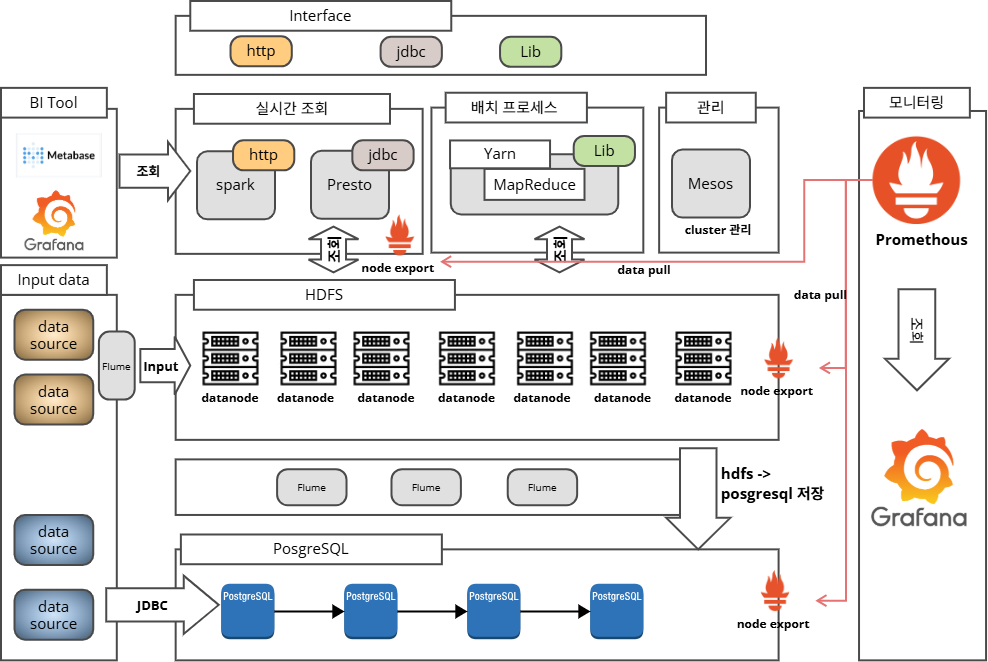 Interface
http
jdbc
Lib
BI Tool
Metabase
Grafana
조회
실시간 조회
http
spark
jdbc
Presto
조회
node export
배치 프로세스
Lib
Yarn
MapReduce
조회
data pull
관리
Mesos
cluster 관리
모니터링
Promethous
조회
Grafana
data pull
Input data
data
source
data
source
Flume
Input
data
source
data
source
JDBC
HDFS
datanode
datanode
datanode
datanode
datanode
datanode
datanode
node export
Flume
Flume
Flume
hdfs ->
posgresql 저장
PosgreSQL
PostgreSQL
PostgreSQL
PostgreSQL
PostgreSQL
node export